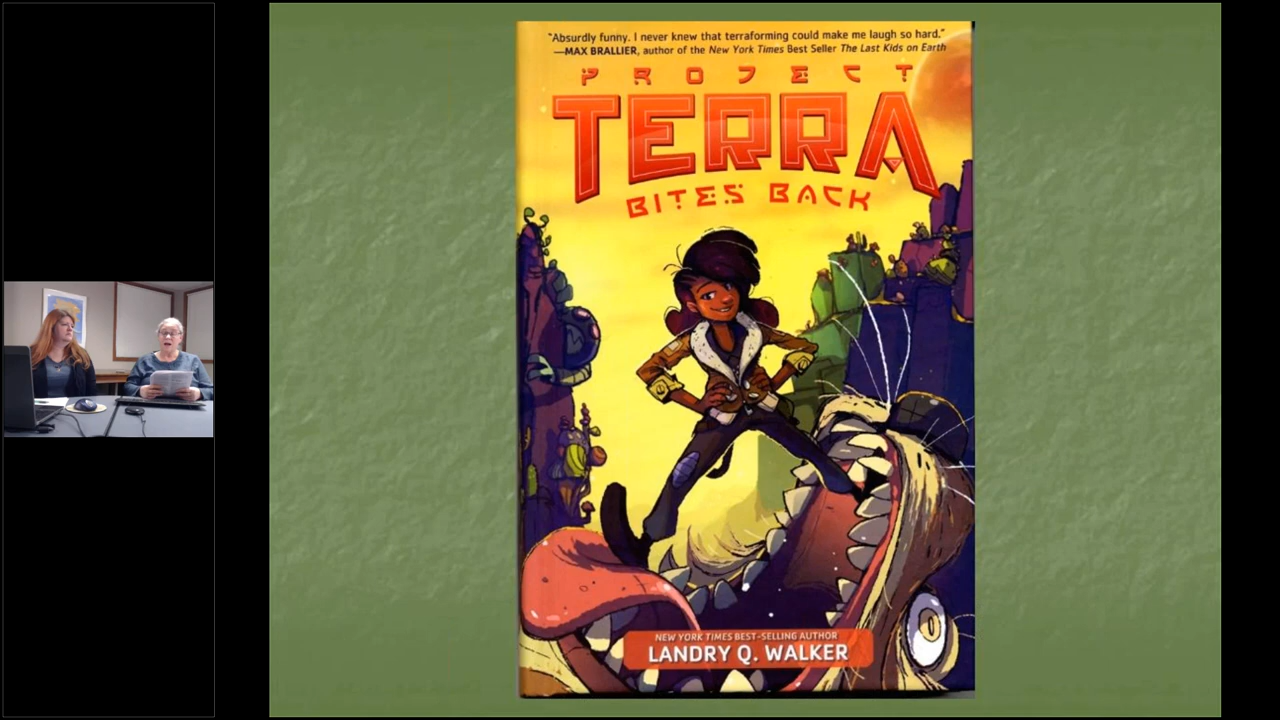 "Absurdly funny. I never knew that terraforming could make me laugh so hard."
—MAX BRALLIER, author of the New York Times Best Seller The Last Kids on Earth
PROJECT
TERRA
BITES BACK
NEW YORK TIMES BEST-SELLING AUTHOR
LANDRY Q. WALKER